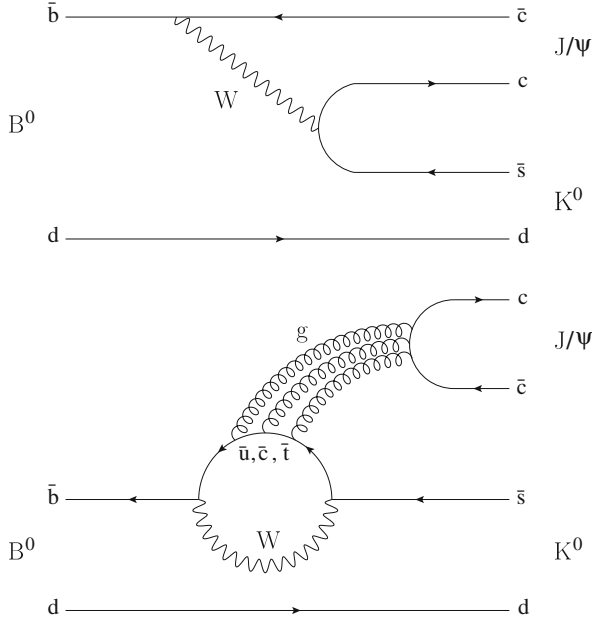 b̄ c̄
J/ψ
c
W
B⁰
s̄
K⁰
d d
c
g
J/ψ
c̄
ū, c̄, t̄
b̄ s̄
W
B⁰ K⁰
d d